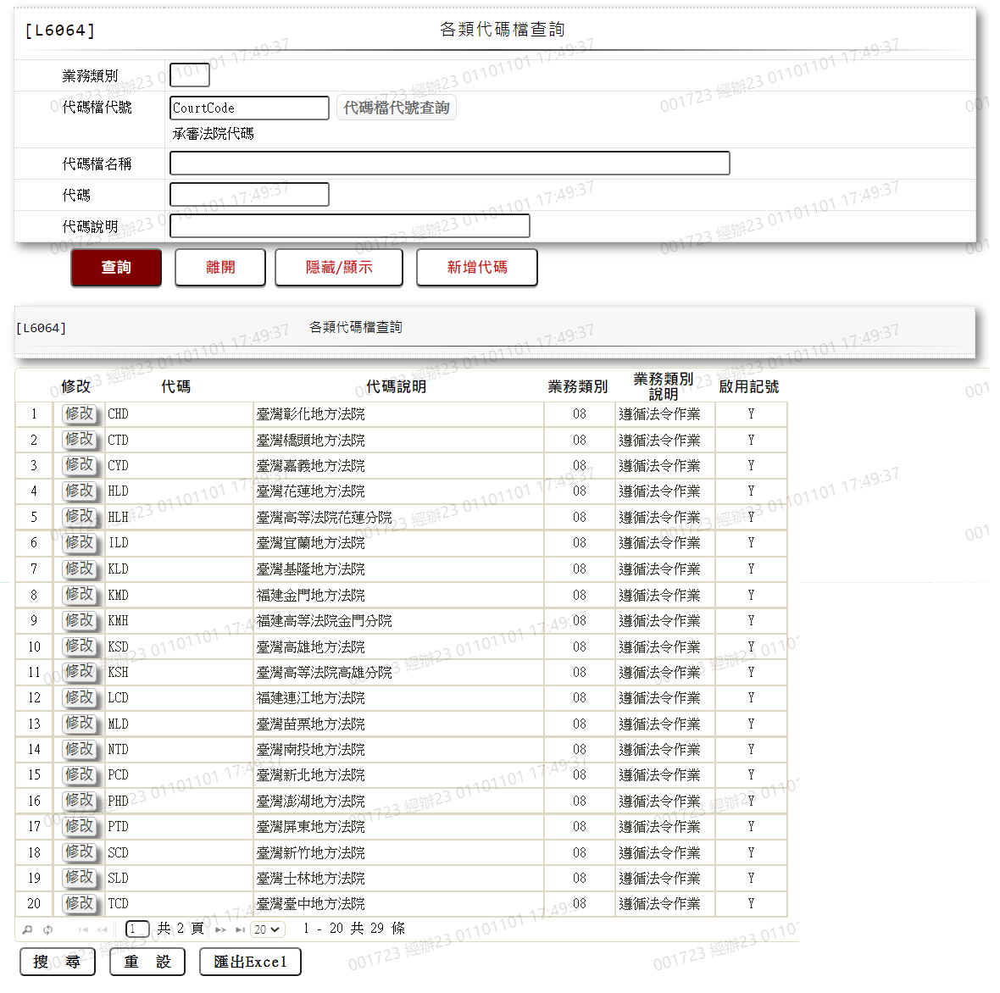 [L6064] 各類代碼檔查詢
業務類別
代碼檔代號 CourtCode 代碼檔代號查詢
承審法院代碼
代碼檔名稱
代碼
代碼說明
查詢 離開 隱藏/顯示 新增代碼
[L6064] 各類代碼檔查詢
修改 代碼 代碼說明 業務類別 業務類別說明 啟用記號
1 修改 CHD 臺灣彰化地方法院 08 遵循法令作業 Y
2 修改 CTD 臺灣橋頭地方法院 08 遵循法令作業 Y
3 修改 CYD 臺灣嘉義地方法院 08 遵循法令作業 Y
4 修改 HLD 臺灣花蓮地方法院 08 遵循法令作業 Y
5 修改 HLH 臺灣高等法院花蓮分院 08 遵循法令作業 Y
6 修改 ILD 臺灣宜蘭地方法院 08 遵循法令作業 Y
7 修改 KLD 臺灣基隆地方法院 08 遵循法令作業 Y
8 修改 KMD 福建金門地方法院 08 遵循法令作業 Y
9 修改 KMH 福建高等法院金門分院 08 遵循法令作業 Y
10 修改 KSD 臺灣高雄地方法院 08 遵循法令作業 Y
11 修改 KSH 臺灣高等法院高雄分院 08 遵循法令作業 Y
12 修改 LCD 福建連江地方法院 08 遵循法令作業 Y
13 修改 MLD 臺灣苗栗地方法院 08 遵循法令作業 Y
14 修改 NTD 臺灣南投地方法院 08 遵循法令作業 Y
15 修改 PCD 臺灣新北地方法院 08 遵循法令作業 Y
16 修改 PHD 臺灣澎湖地方法院 08 遵循法令作業 Y
17 修改 PTD 臺灣屏東地方法院 08 遵循法令作業 Y
18 修改 SCD 臺灣新竹地方法院 08 遵循法令作業 Y
19 修改 SLD 臺灣士林地方法院 08 遵循法令作業 Y
20 修改 TCD 臺灣臺中地方法院 08 遵循法令作業 Y
1 共 2 頁 20 1 - 20 共 29 條
搜 尋 重 設 匯出Excel
001723 經辦23 01101101 17:49:37